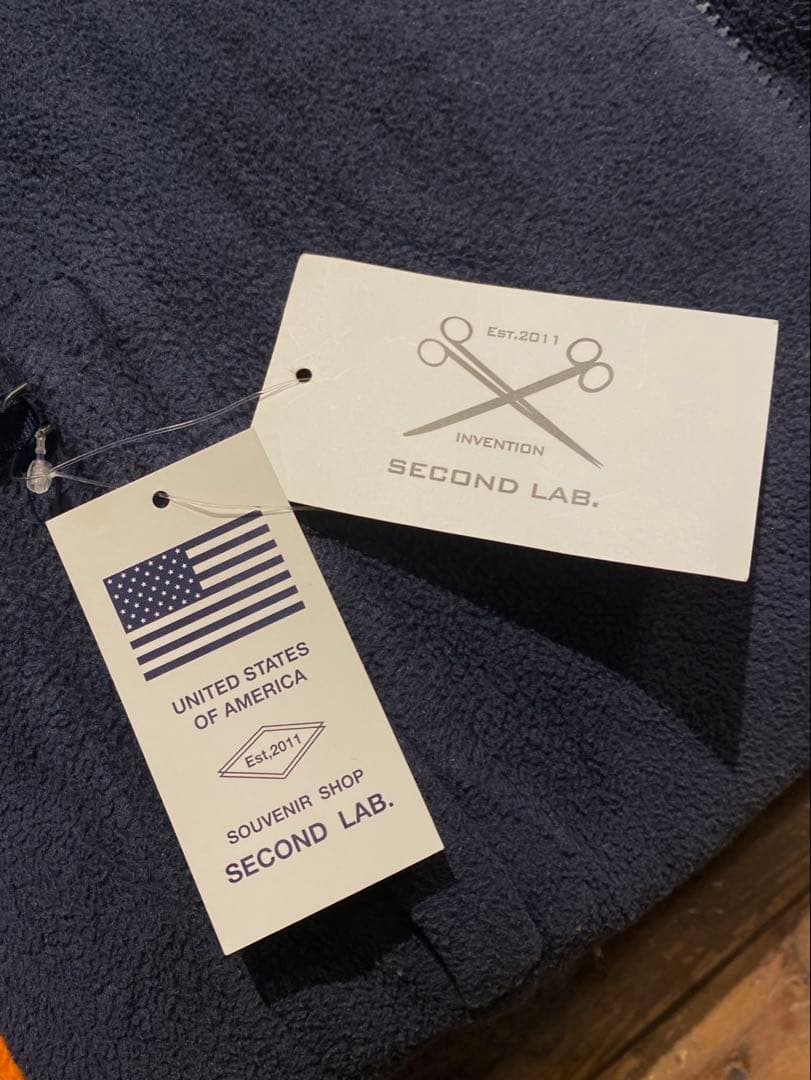 Est.2011
INVENTION
SECOND LAB.
UNITED STATES
OF AMERICA
Est,2011
SOUVENIR SHOP
SECOND LAB.